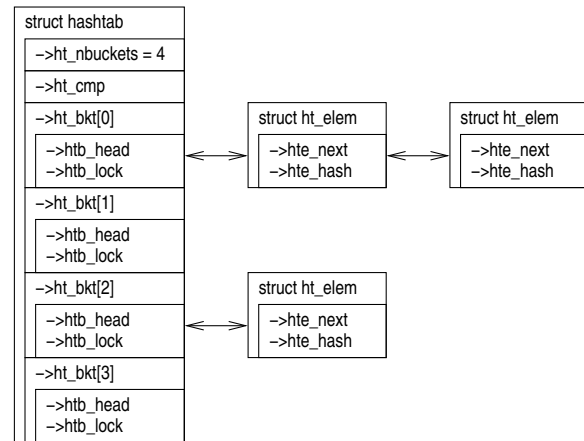 struct hashtab
−>ht_nbuckets = 4
−>ht_cmp
−>ht_bkt[0]
−>htb_head
−>htb_lock
struct ht_elem
−>hte_next
−>hte_hash
struct ht_elem
−>hte_next
−>hte_hash
−>ht_bkt[1]
−>htb_head
−>htb_lock
−>ht_bkt[2]
−>htb_head
−>htb_lock
struct ht_elem
−>hte_next
−>hte_hash
−>ht_bkt[3]
−>htb_head
−>htb_lock